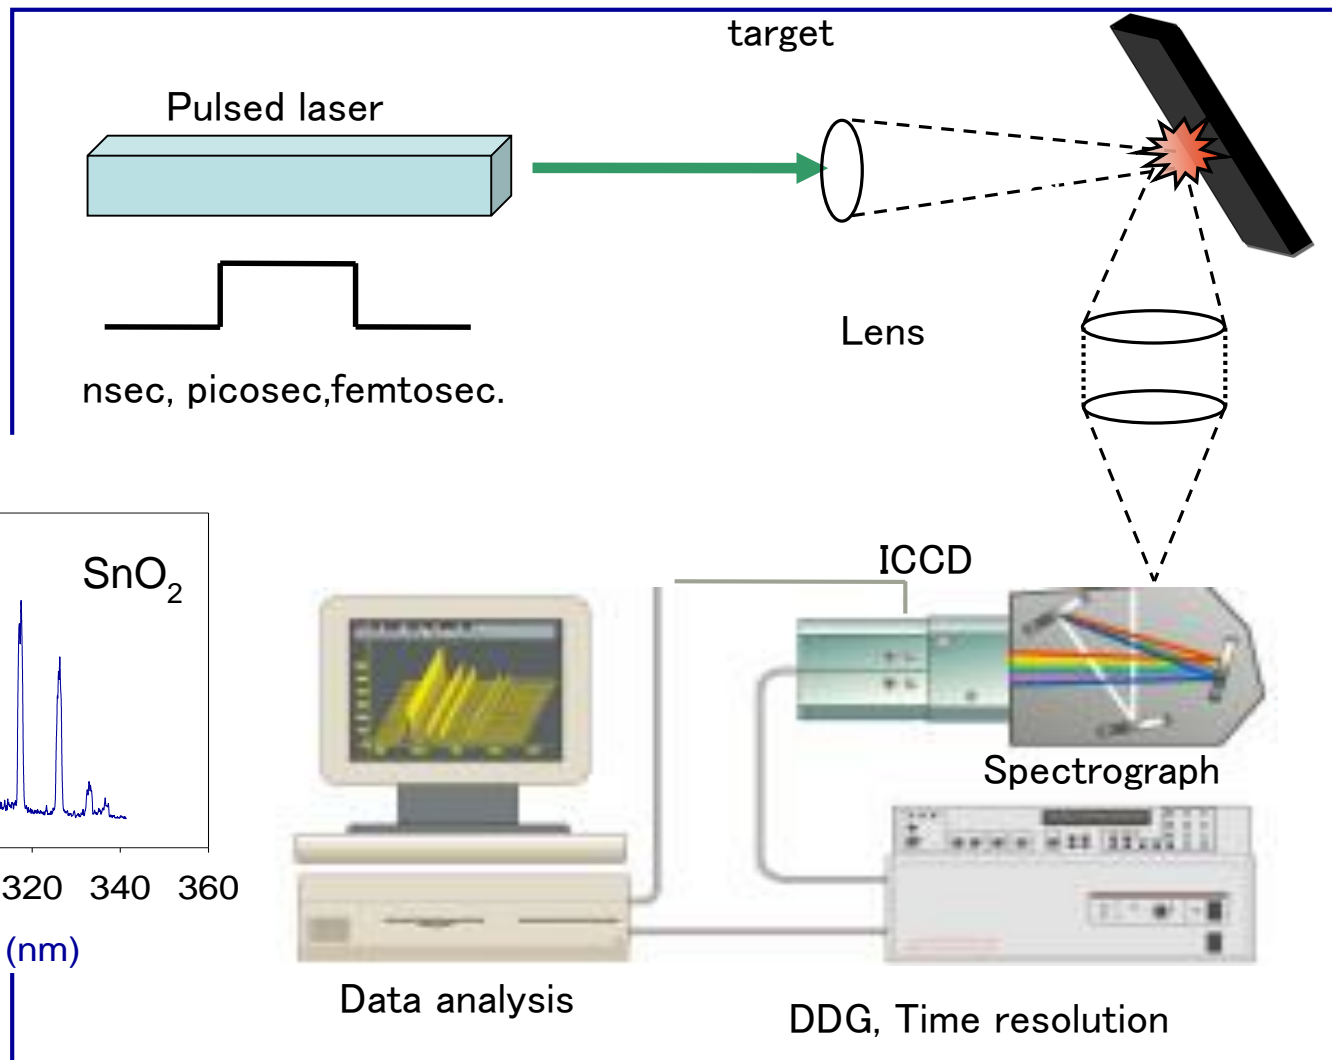 target
Pulsed laser
nsec, picosec,femtosec.
Lens
SnO₂
320 340 360
(nm)
ICCD
Spectrograph
Data analysis
DDG, Time resolution